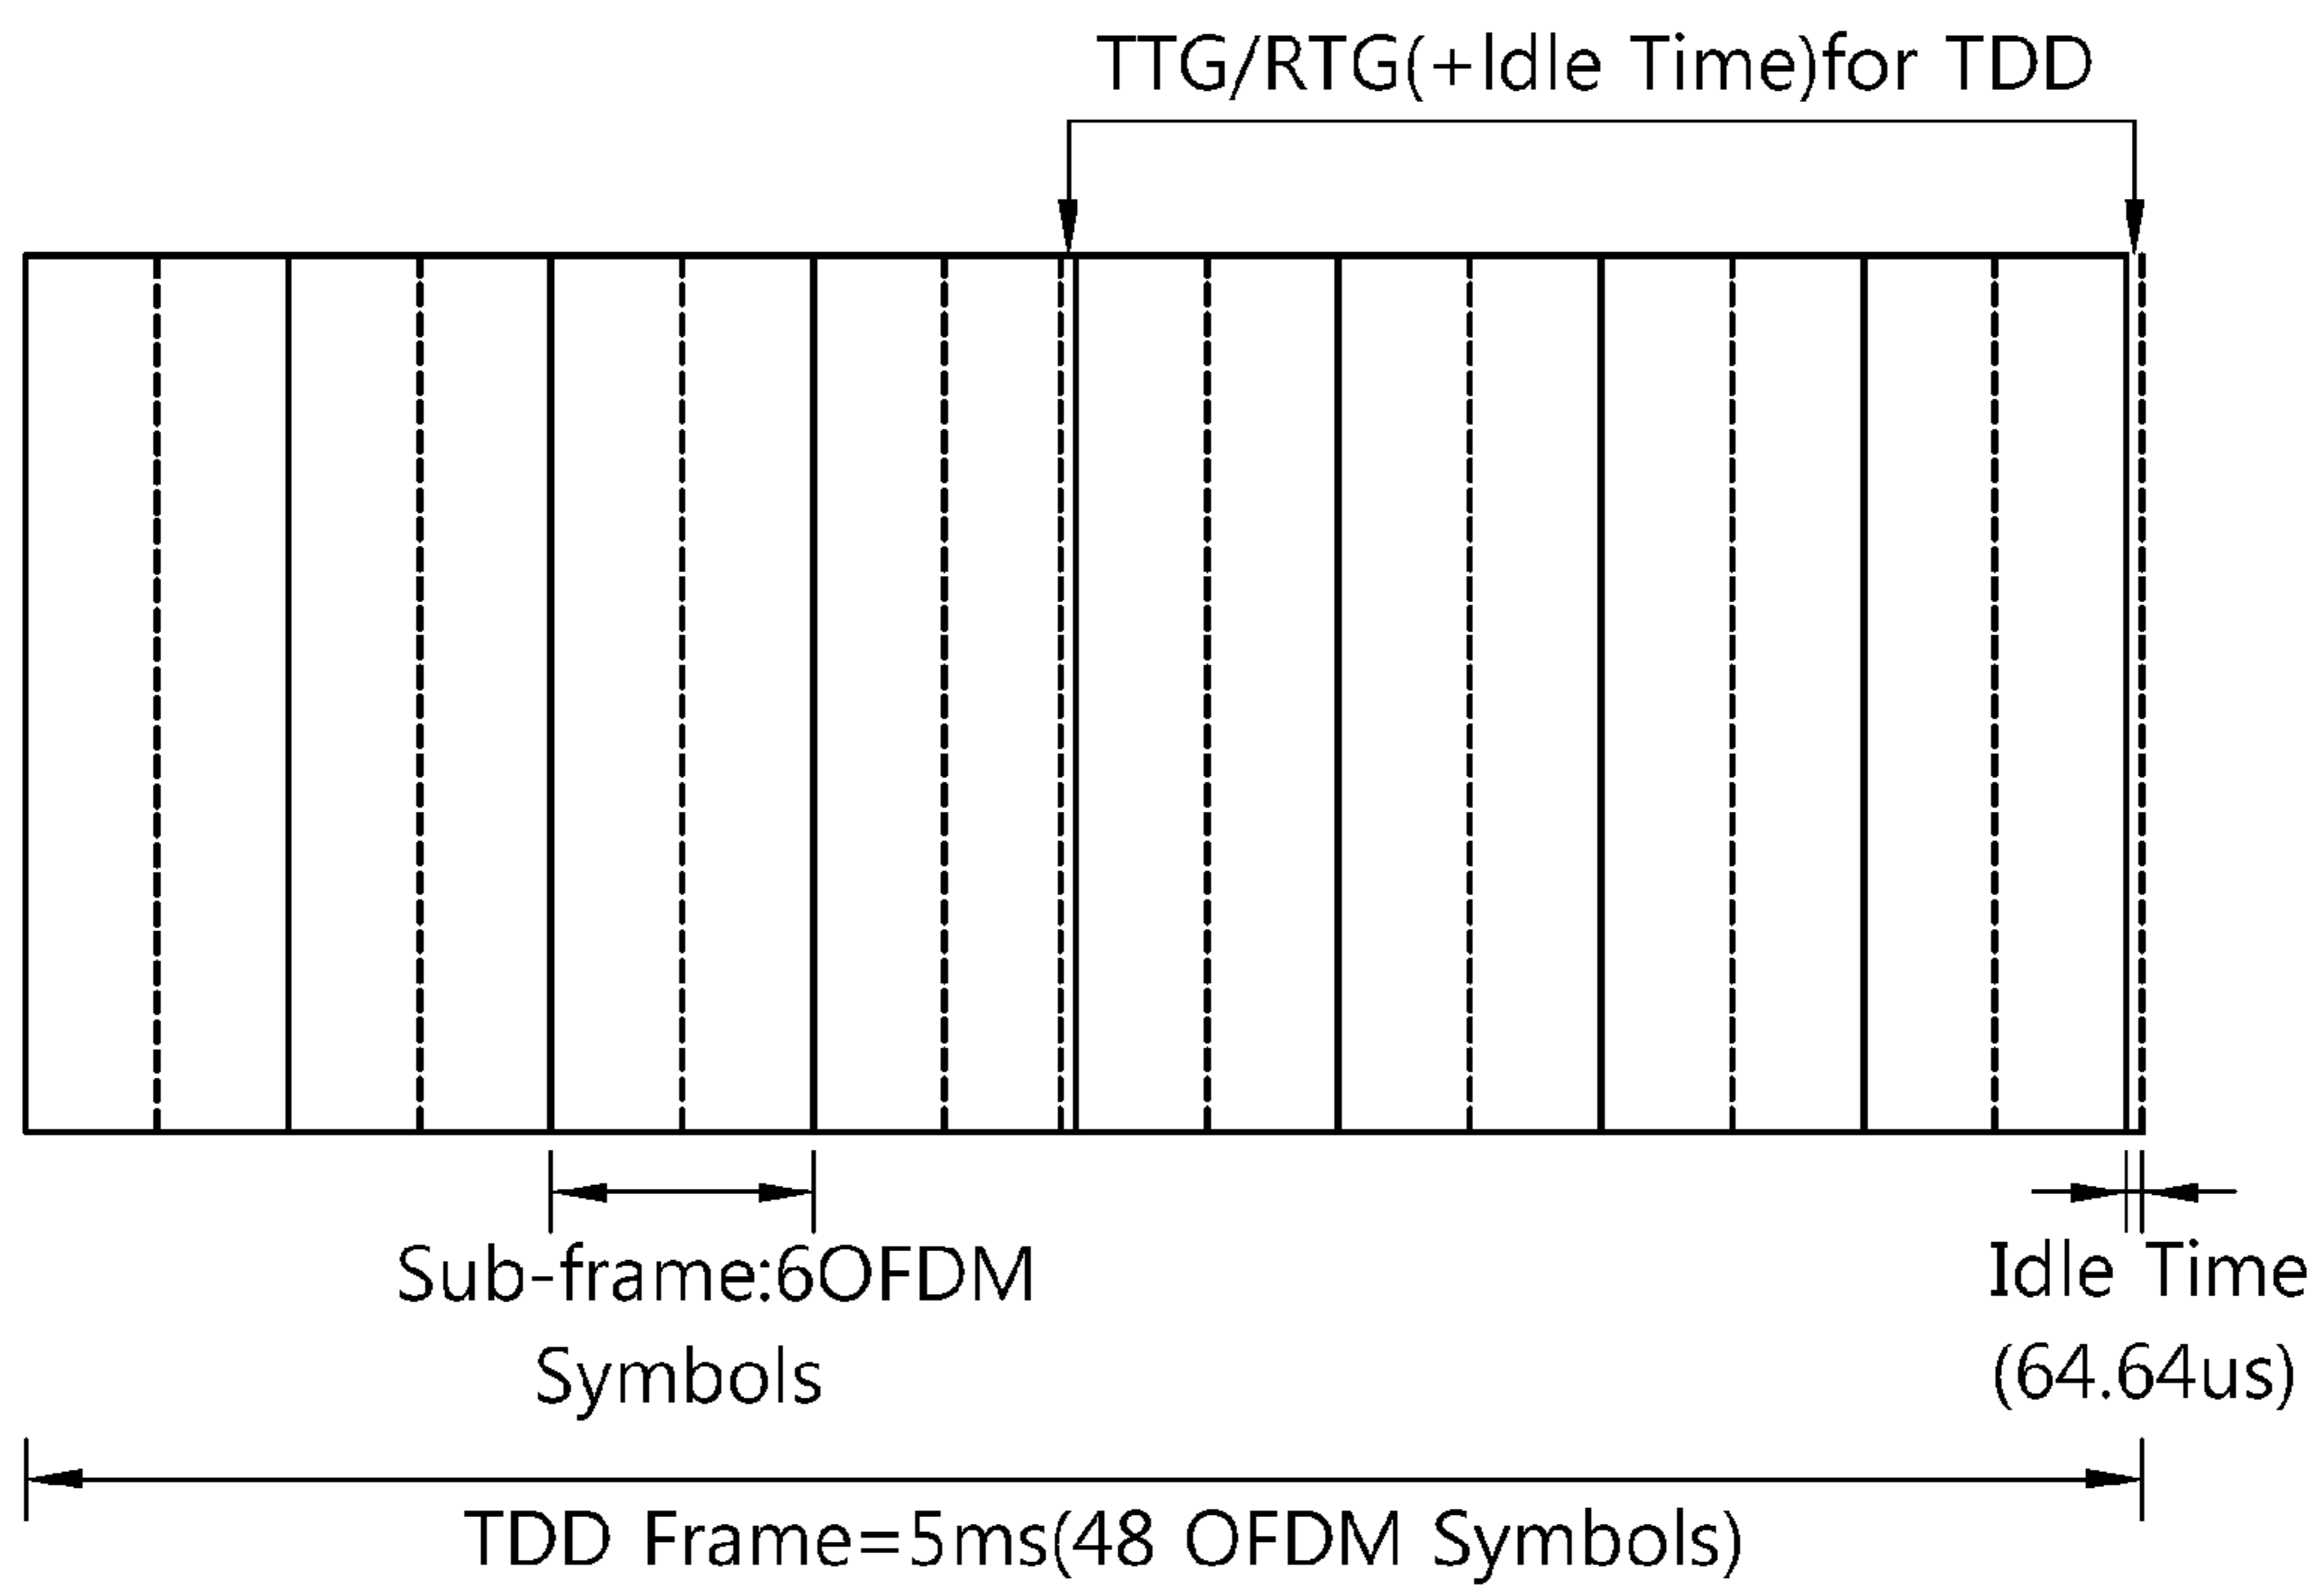 TTG/RTG(+Idle Time)for TDD
Sub-frame:6OFDM
Symbols
Idle Time
(64.64us)
TDD Frame=5ms(48 OFDM Symbols)